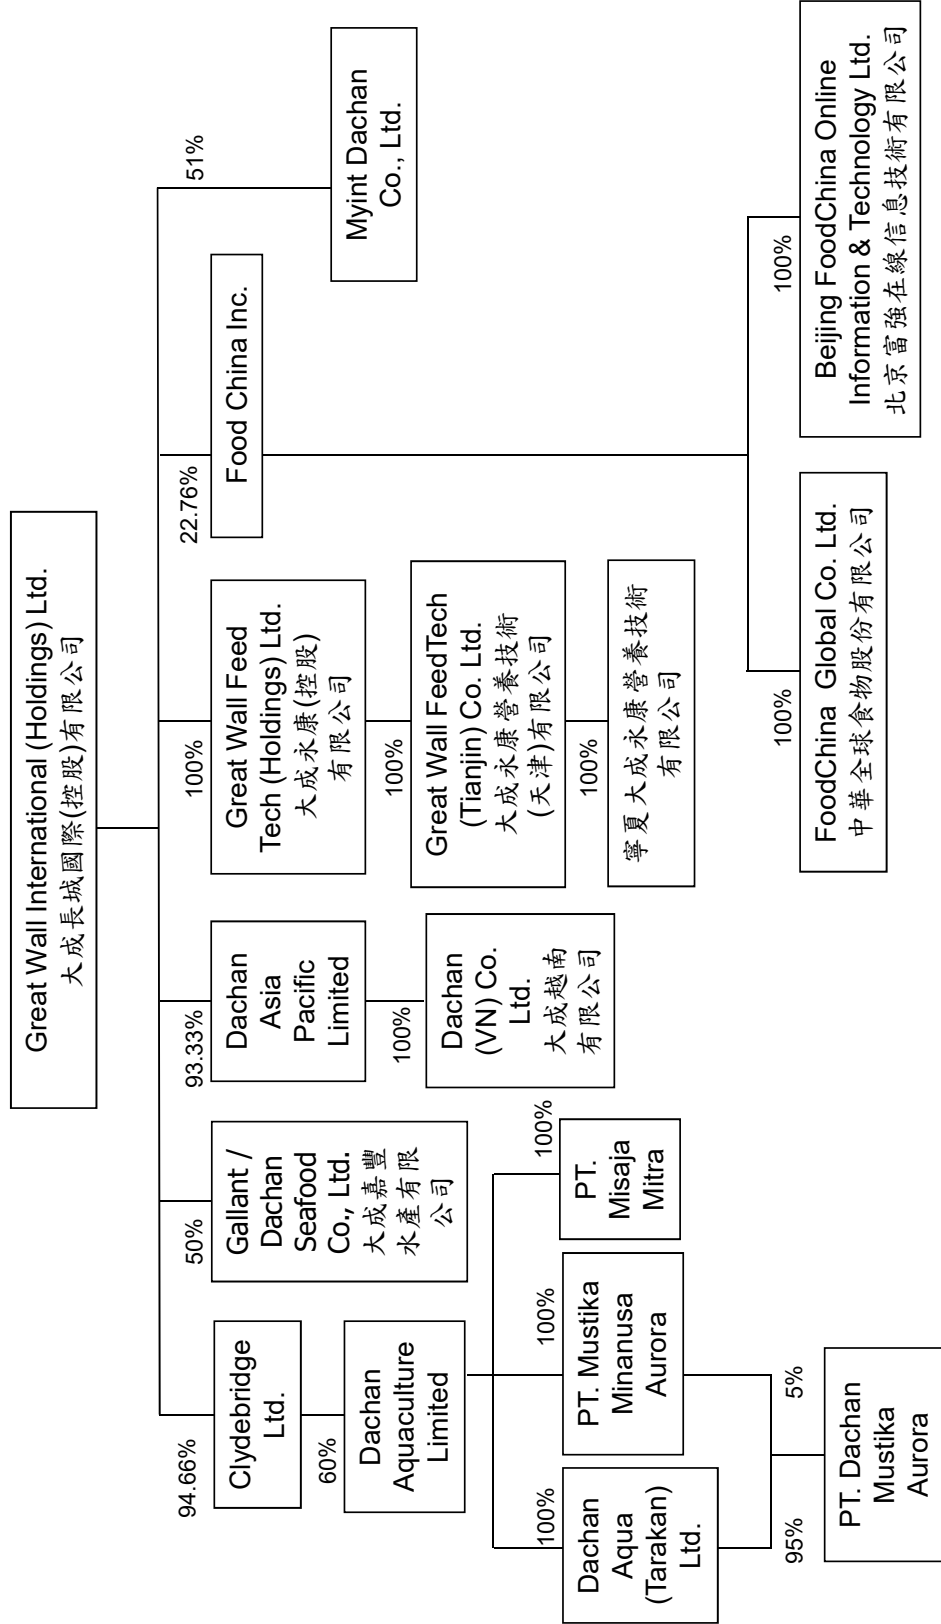 Great Wall International (Holdings) Ltd.
大成長城國際(控股)有限公司
94.66%
50%
93.33%
100%
22.76%
51%
Clydebridge
Ltd.
Gallant /
Dachan
Seafood
Co., Ltd.
大成嘉豐
水產有限
公司
Dachan
Asia
Pacific
Limited
Great Wall Feed
Tech (Holdings) Ltd.
大成永康(控股)
有限公司
Food China Inc.
Myint Dachan
Co., Ltd.
60%
100%
100%
Dachan
Aquaculture
Limited
Dachan
(VN) Co.
Ltd.
大成越南
有限公司
Great Wall FeedTech
(Tianjin) Co. Ltd.
大成永康營養技術
(天津)有限公司
100%
100%
100%
100%
Dachan
Aqua
(Tarakan)
Ltd.
PT. Mustika
Minanusa
Aurora
PT.
Misaja
Mitra
寧夏大成永康營養技術
有限公司
95%
5%
100%
100%
PT. Dachan
Mustika
Aurora
FoodChina Global Co. Ltd.
中華全球食物股份有限公司
Beijing FoodChina Online
Information & Technology Ltd.
北京富強在線信息技術有限公司